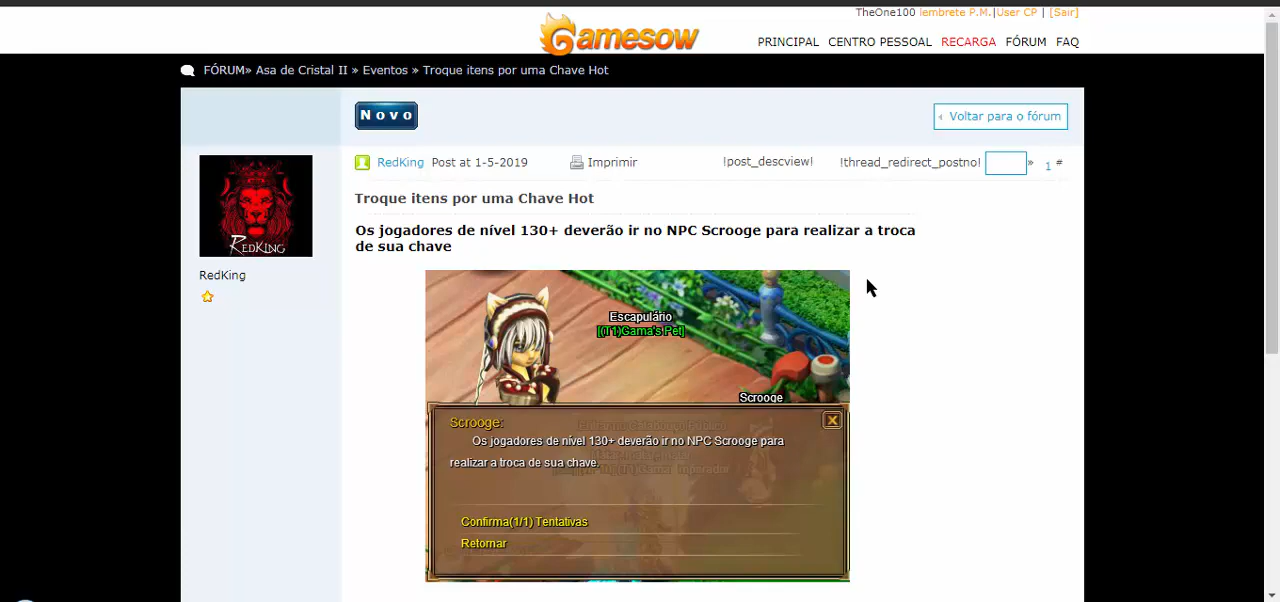 TheOne100 lembrete P.M.|User CP | [Sair]
Gamesow
PRINCIPAL CENTRO PESSOAL RECARGA FÓRUM FAQ
FÓRUM» Asa de Cristal II » Eventos » Troque itens por uma Chave Hot
Novo
Voltar para o fórum
RedKing Post at 1-5-2019 Imprimir !post_descview! !thread_redirect_postno! » 1 #
REDKING
RedKing
Troque itens por uma Chave Hot
Os jogadores de nível 130+ deverão ir no NPC Scrooge para realizar a troca
de sua chave
Escapulário
[(T1)Gama's Pet]
Scrooge
Scrooge:
Os jogadores de nível 130+ deverão ir no NPC Scrooge para
realizar a troca de sua chave.
Confirma(1/1) Tentativas
Retornar